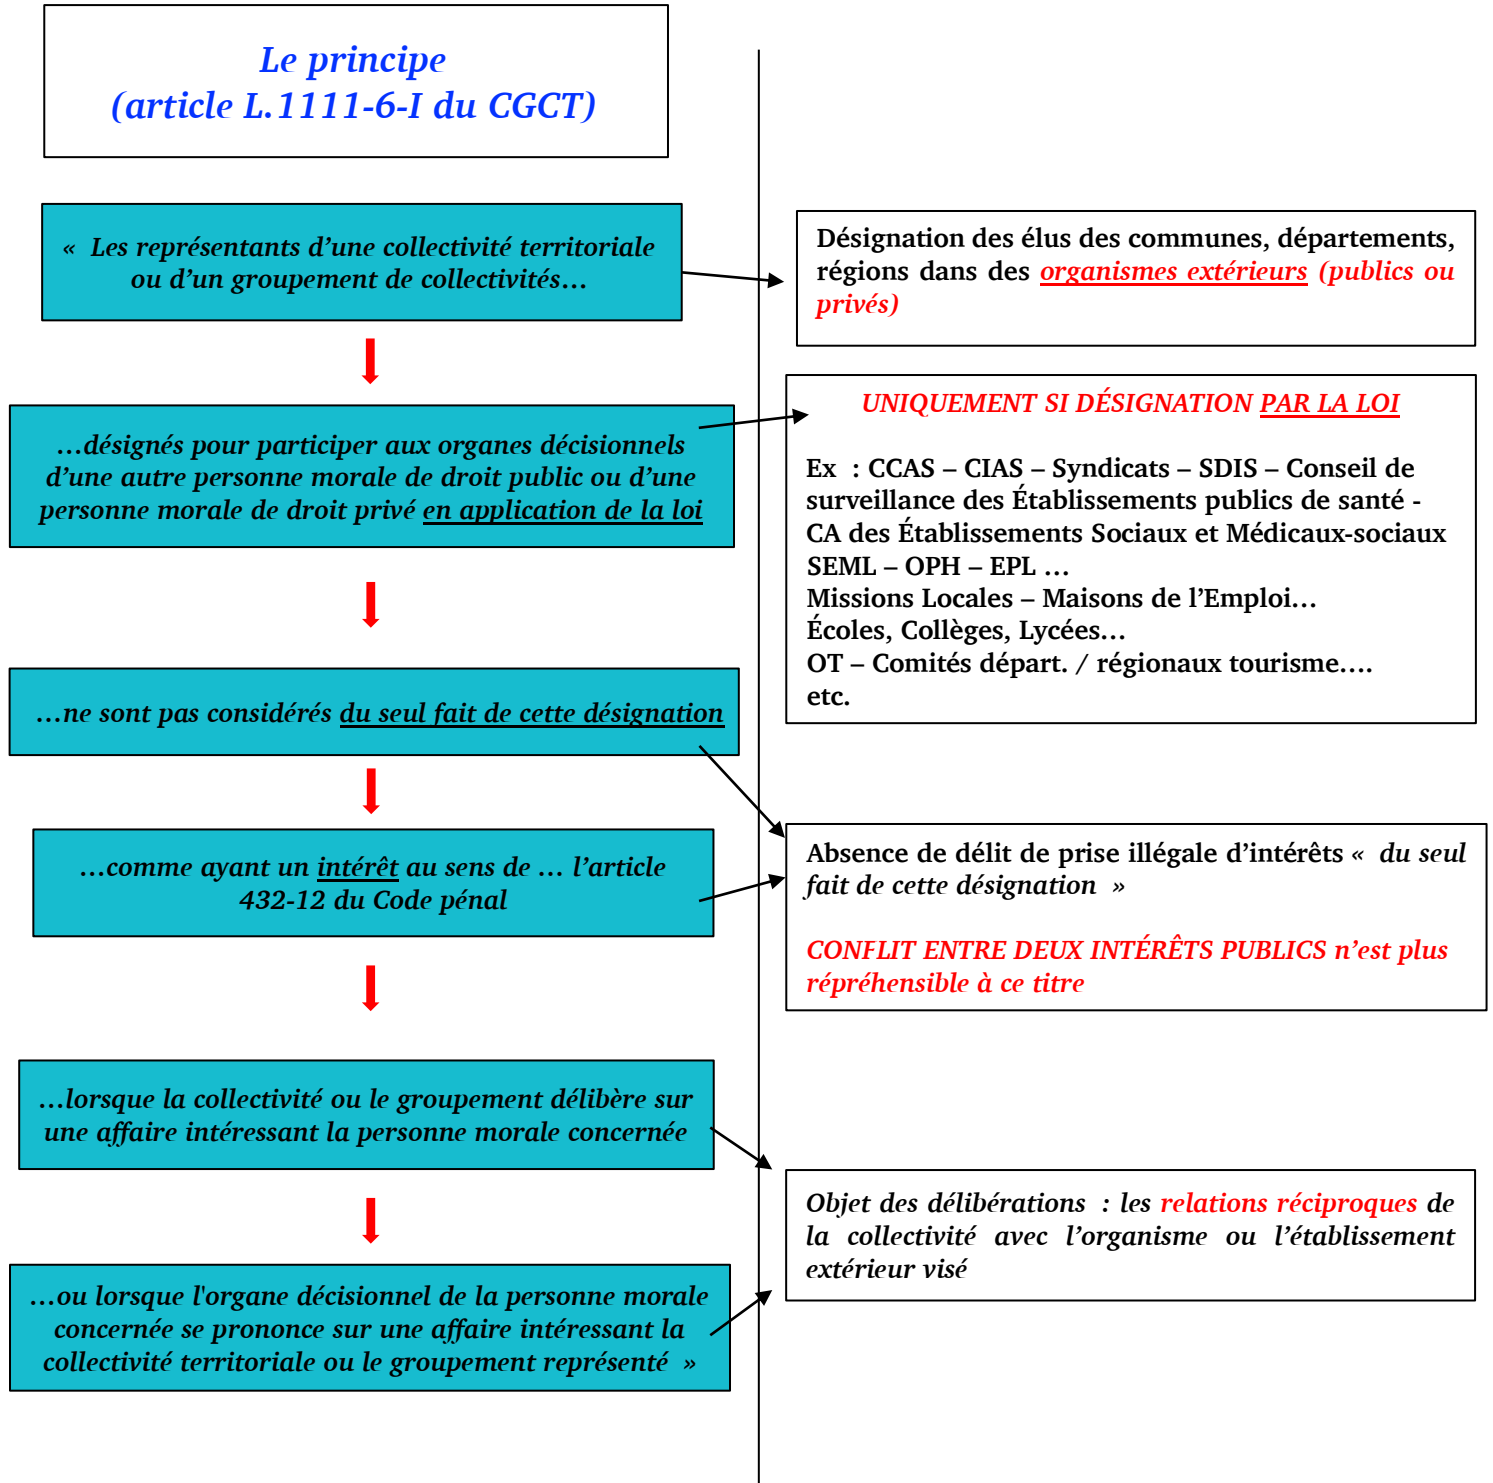 Le principe
(article L.1111-6-I du CGCT)
« Les représentants d’une collectivité territoriale
ou d’un groupement de collectivités…
Désignation des élus des communes, départements,
régions dans des organismes extérieurs (publics ou
privés)
…désignés pour participer aux organes décisionnels
d’une autre personne morale de droit public ou d’une
personne morale de droit privé en application de la loi
UNIQUEMENT SI DÉSIGNATION PAR LA LOI
Ex : CCAS – CIAS – Syndicats – SDIS – Conseil de
surveillance des Établissements publics de santé -
CA des Établissements Sociaux et Médicaux-sociaux
SEML – OPH – EPL …
Missions Locales – Maisons de l’Emploi…
Écoles, Collèges, Lycées…
OT – Comités départ. / régionaux tourisme….
etc.
…ne sont pas considérés du seul fait de cette désignation
…comme ayant un intérêt au sens de … l’article
432-12 du Code pénal
Absence de délit de prise illégale d’intérêts « du seul
fait de cette désignation »
CONFLIT ENTRE DEUX INTÉRÊTS PUBLICS n’est plus
répréhensible à ce titre
…lorsque la collectivité ou le groupement délibère sur
une affaire intéressant la personne morale concernée
…ou lorsque l'organe décisionnel de la personne morale
concernée se prononce sur une affaire intéressant la
collectivité territoriale ou le groupement représenté »
Objet des délibérations : les relations réciproques de
la collectivité avec l’organisme ou l’établissement
extérieur visé